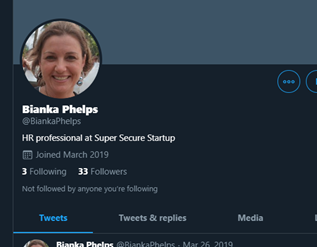 Bianka Phelps
@BiankaPhelps
HR professional at Super Secure Startup
Joined March 2019
3 Following 33 Followers
Not followed by anyone you're following
Tweets Tweets & replies Media
Bianka Phelps @BiankaPhelps · Mar 26, 2019